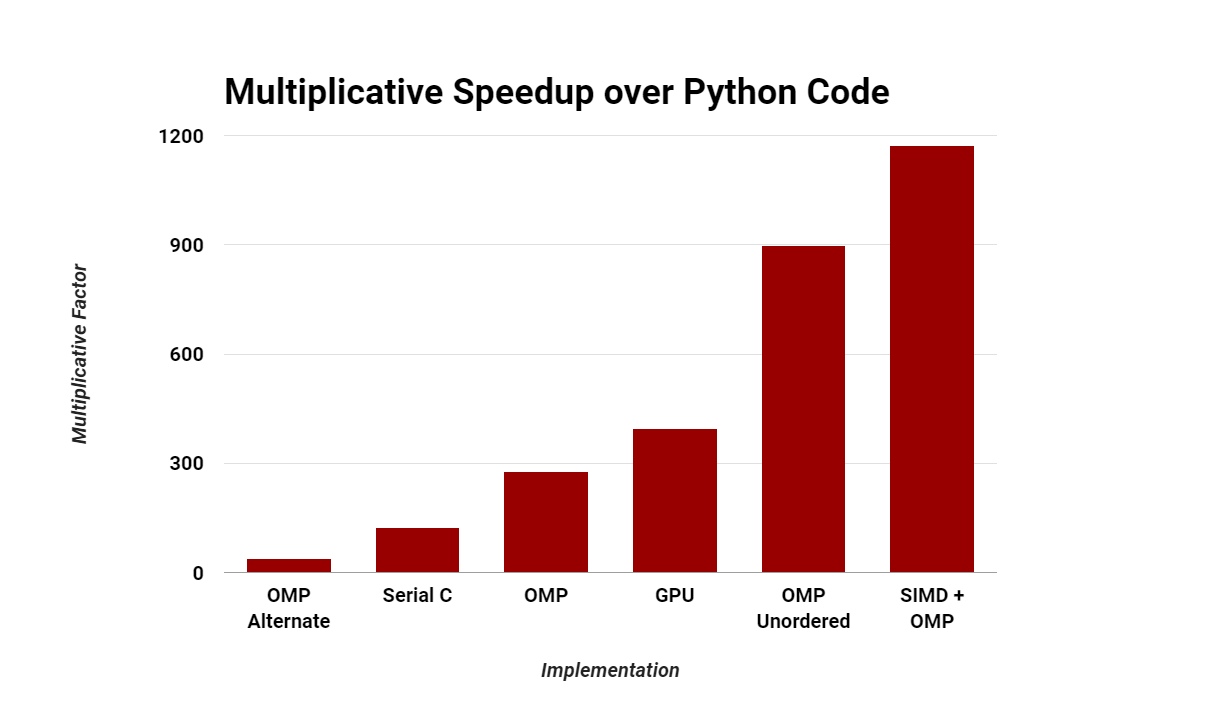 Multiplicative Speedup over Python Code
1200
900
600
300
0
Multiplicative Factor
OMP
Alternate
Serial C
OMP
GPU
OMP
Unordered
SIMD +
OMP
Implementation